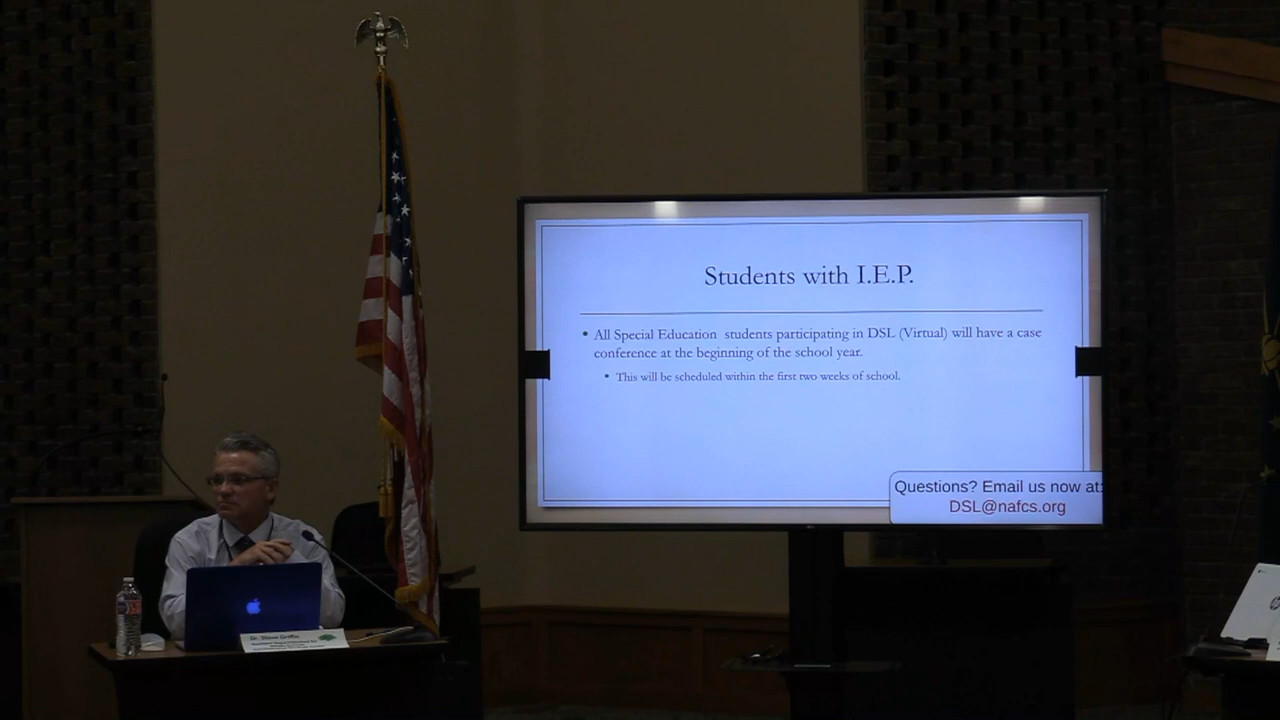 Students with I.E.P.
• All Special Education students participating in DSL (Virtual) will have a case
conference at the beginning of the school year.
• This will be scheduled within the first two weeks of school.
Questions? Email us now at:
DSL@nafcs.org
Dr. Steve Griffin